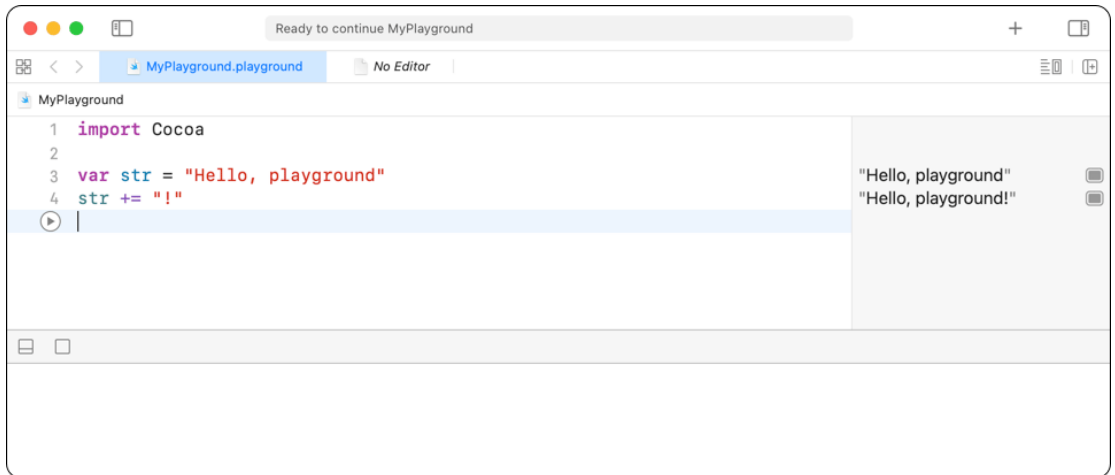 Ready to continue MyPlayground
MyPlayground.playground
No Editor
MyPlayground
1 import Cocoa
2
3 var str = "Hello, playground" "Hello, playground"
4 str += "!" "Hello, playground!"